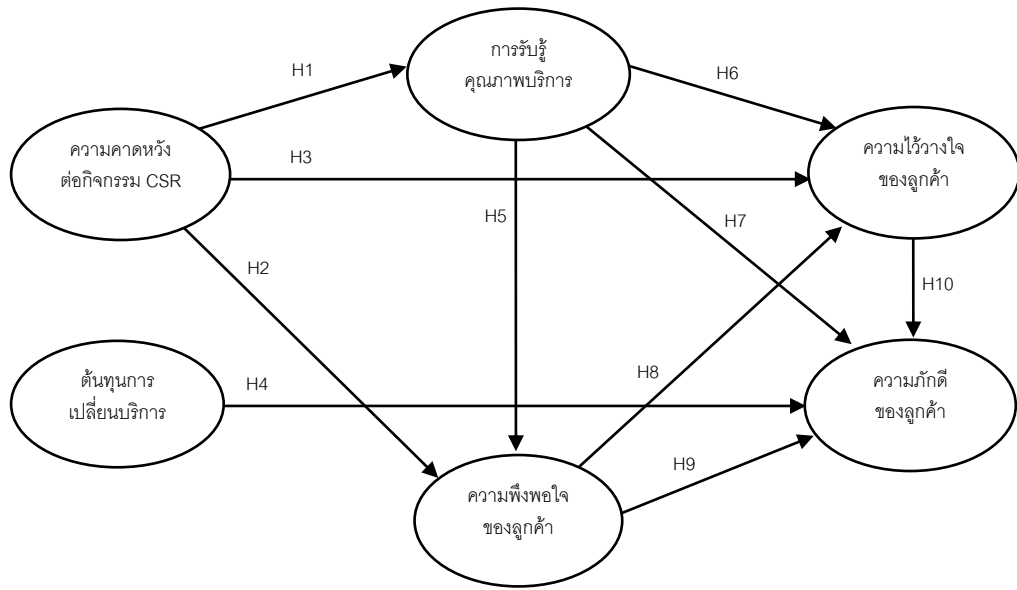 การรับรู้
คุณภาพบริการ
H1
H6
ความคาดหวัง
ต่อกิจกรรม CSR
H3
ความไว้วางใจ
ของลูกค้า
H5
H7
H2
H10
ต้นทุนการ
เปลี่ยนบริการ
H4
H8
ความภักดี
ของลูกค้า
H9
ความพึงพอใจ
ของลูกค้า